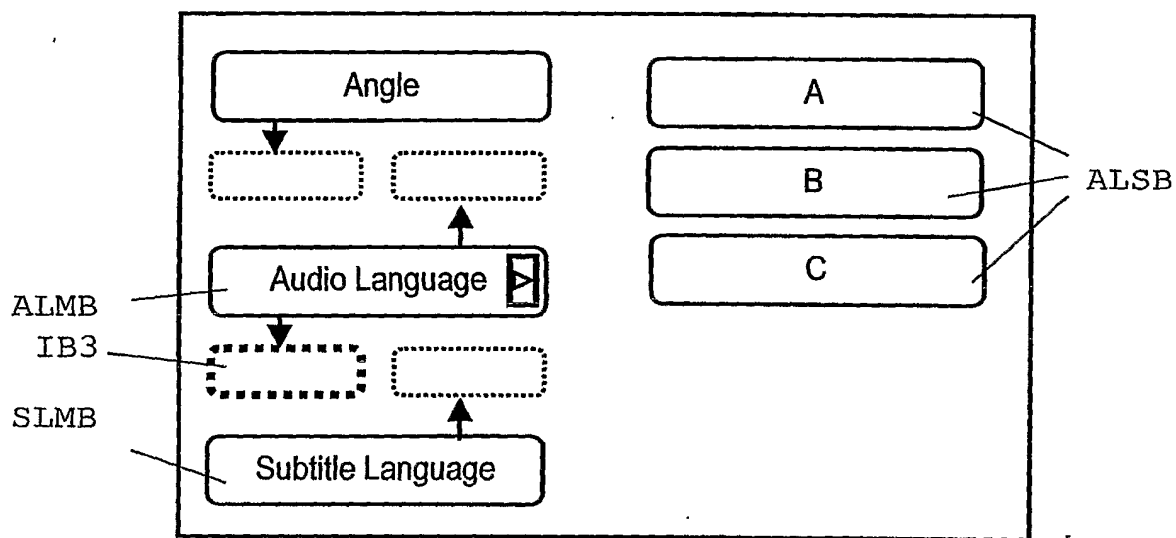 Angle
A
B
ALSB
Audio Language
C
ALMB
IB3
SLMB
Subtitle Language